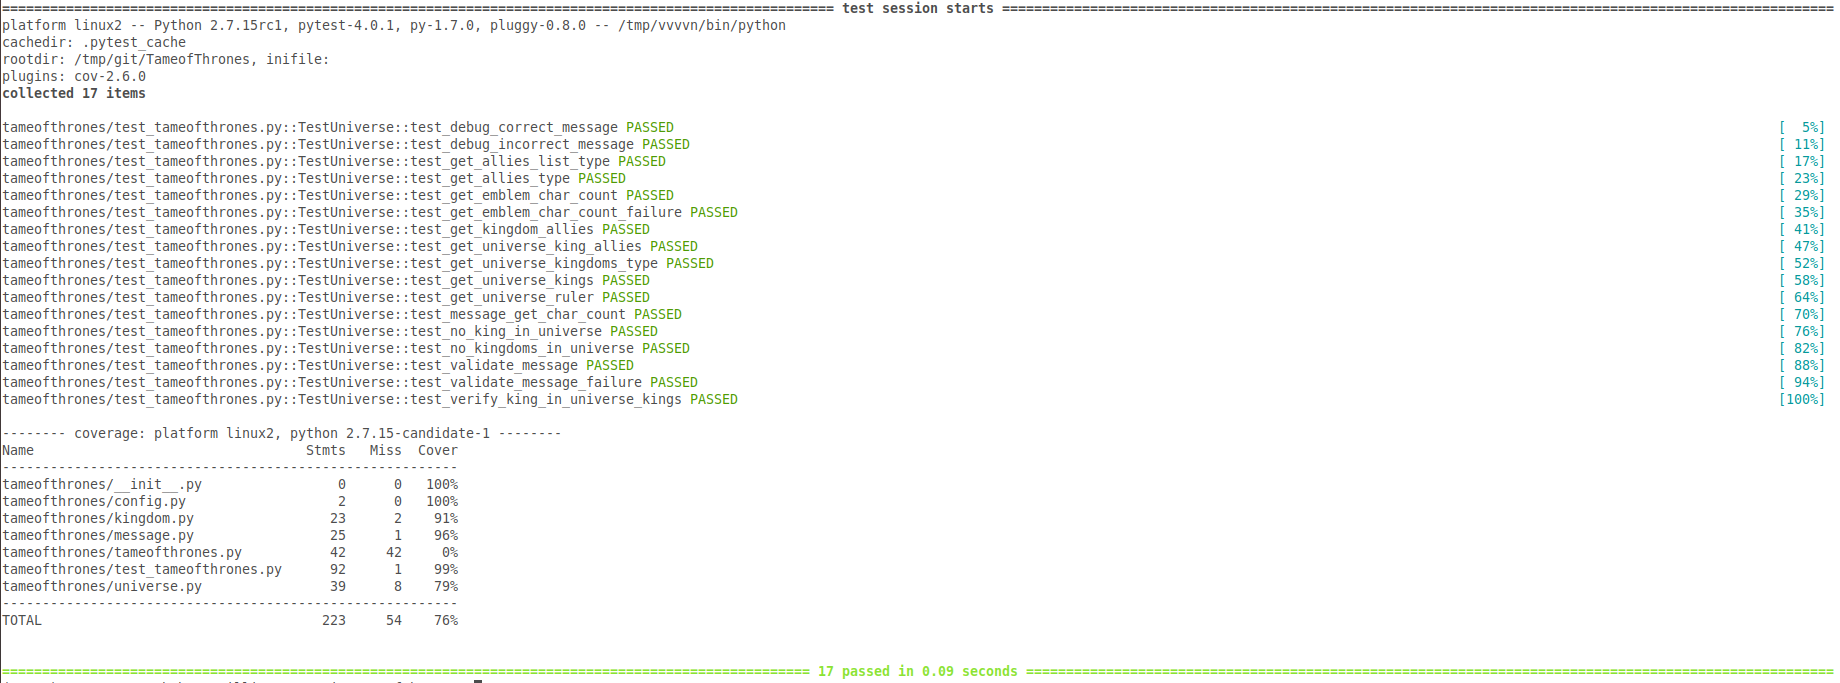 ======== test session starts ========
platform linux2 -- Python 2.7.15rc1, pytest-4.0.1, py-1.7.0, pluggy-0.8.0 -- /tmp/vvvvn/bin/python
cachedir: .pytest_cache
rootdir: /tmp/git/TameofThrones, inifile:
plugins: cov-2.6.0
collected 17 items
tameofthrones/test_tameofthrones.py::TestUniverse::test_debug_correct_message PASSED [  5%]
tameofthrones/test_tameofthrones.py::TestUniverse::test_debug_incorrect_message PASSED [ 11%]
tameofthrones/test_tameofthrones.py::TestUniverse::test_get_allies_list_type PASSED [ 17%]
tameofthrones/test_tameofthrones.py::TestUniverse::test_get_allies_type PASSED [ 23%]
tameofthrones/test_tameofthrones.py::TestUniverse::test_get_emblem_char_count PASSED [ 29%]
tameofthrones/test_tameofthrones.py::TestUniverse::test_get_emblem_char_count_failure PASSED [ 35%]
tameofthrones/test_tameofthrones.py::TestUniverse::test_get_kingdom_allies PASSED [ 41%]
tameofthrones/test_tameofthrones.py::TestUniverse::test_get_universe_king_allies PASSED [ 47%]
tameofthrones/test_tameofthrones.py::TestUniverse::test_get_universe_kingdoms_type PASSED [ 52%]
tameofthrones/test_tameofthrones.py::TestUniverse::test_get_universe_kings PASSED [ 58%]
tameofthrones/test_tameofthrones.py::TestUniverse::test_get_universe_ruler PASSED [ 64%]
tameofthrones/test_tameofthrones.py::TestUniverse::test_message_get_char_count PASSED [ 70%]
tameofthrones/test_tameofthrones.py::TestUniverse::test_no_king_in_universe PASSED [ 76%]
tameofthrones/test_tameofthrones.py::TestUniverse::test_no_kingdoms_in_universe PASSED [ 82%]
tameofthrones/test_tameofthrones.py::TestUniverse::test_validate_message PASSED [ 88%]
tameofthrones/test_tameofthrones.py::TestUniverse::test_validate_message_failure PASSED [ 94%]
tameofthrones/test_tameofthrones.py::TestUniverse::test_verify_king_in_universe_kings PASSED [100%]
-------- coverage: platform linux2, python 2.7.15-candidate-1 --------
Name Stmts Miss Cover
---------------------------------------------------------
tameofthrones/__init__.py 0 0 100%
tameofthrones/config.py 2 0 100%
tameofthrones/kingdom.py 23 2 91%
tameofthrones/message.py 25 1 96%
tameofthrones/tameofthrones.py 42 42 0%
tameofthrones/test_tameofthrones.py 92 1 99%
tameofthrones/universe.py 39 8 79%
---------------------------------------------------------
TOTAL 223 54 76%
======== 17 passed in 0.09 seconds ========